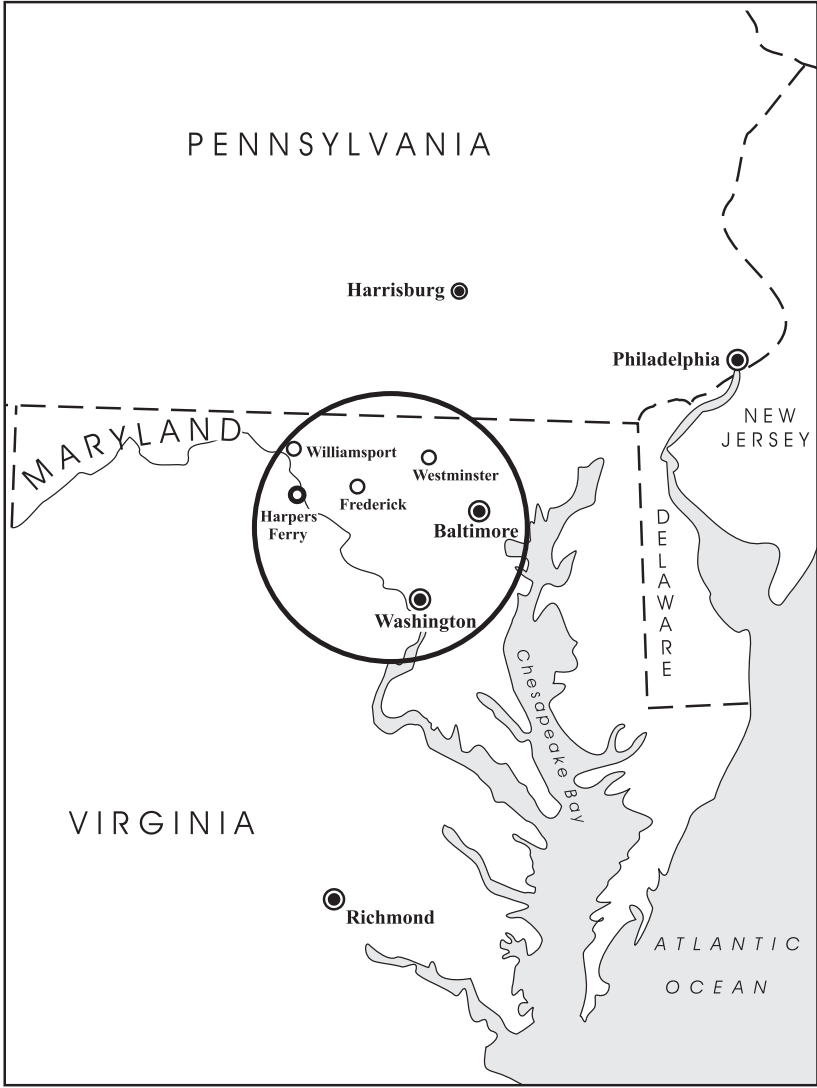 PENNSYLVANIA
Harrisburg
Philadelphia
NEW
JERSEY
MARYLAND
Williamsport
Westminster
Frederick
Harpers
Ferry
Baltimore
DELAWARE
Washington
Chesapeake Bay
VIRGINIA
Richmond
ATLANTIC
OCEAN